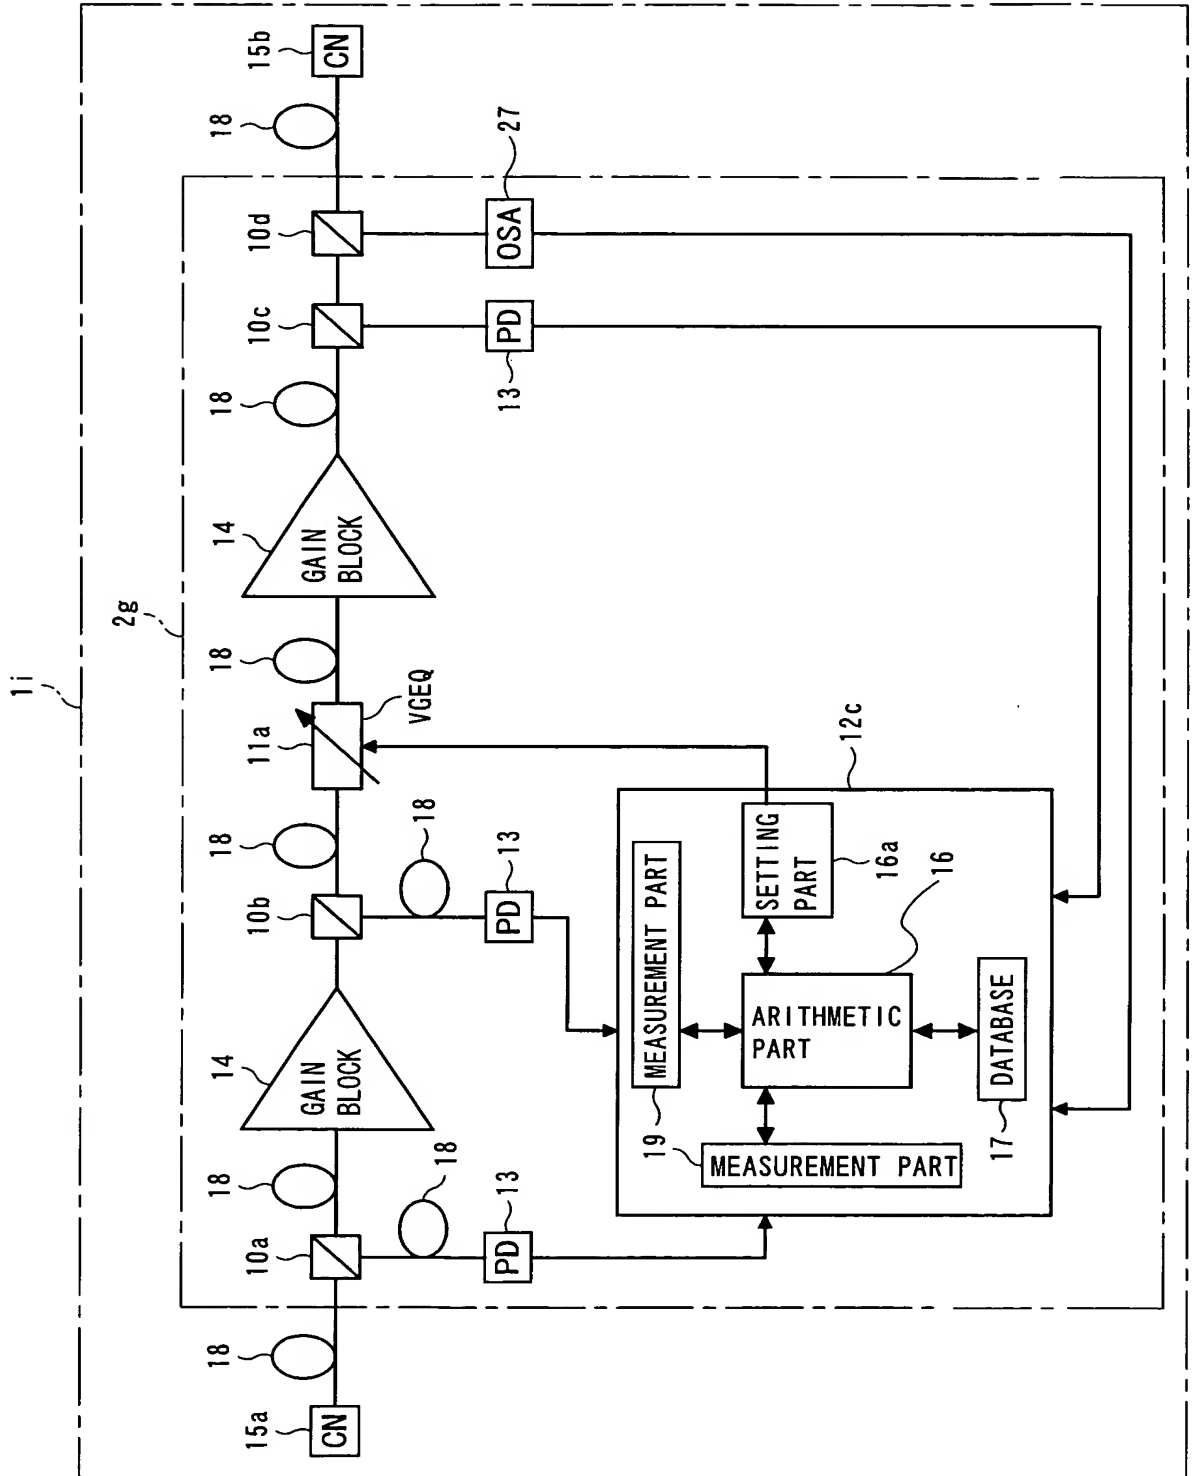 1i
2g
18
18
14
18
18
14
18
18
15a
10a
10b
11a
10c
10d
15b
CN
GAIN
BLOCK
GAIN
BLOCK
CN
VGEQ
18
18
PD
13
PD
13
PD
13
OSA
27
19
MEASUREMENT PART
MEASUREMENT PART
ARITHMETIC
PART
16
SETTING
PART
16a
12c
17
DATABASE